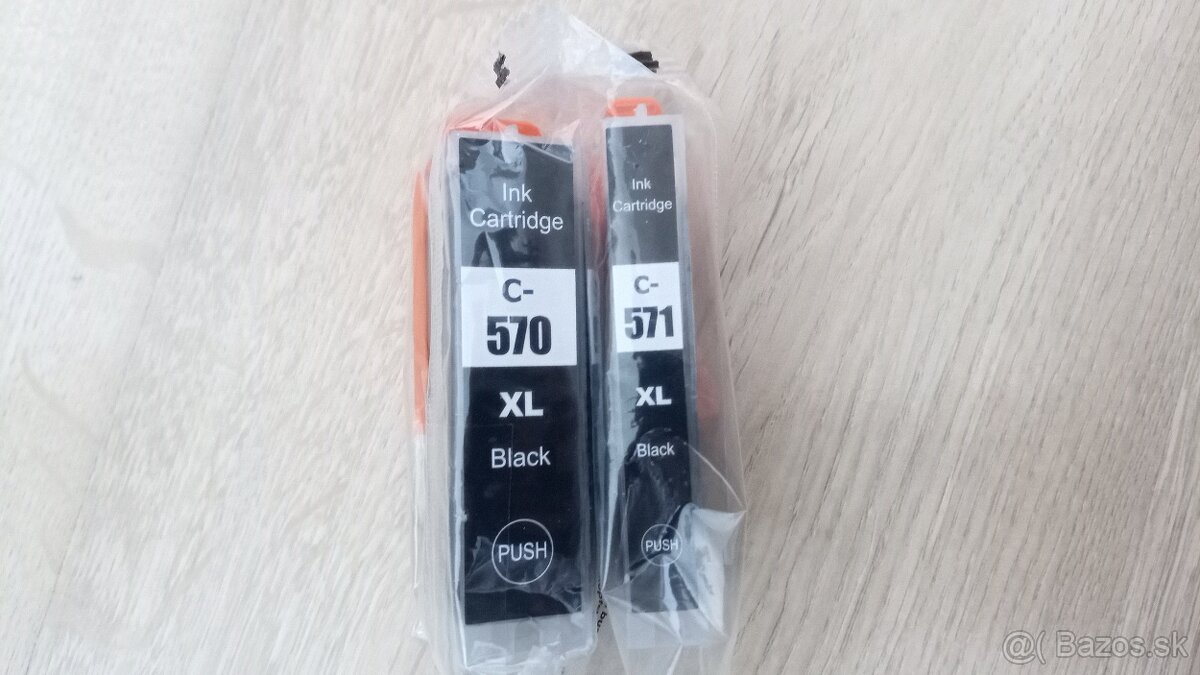 Ink
Cartridge
C-
570
XL
Black
PUSH
Ink
Cartridge
C-
571
XL
Black
PUSH
@( Bazos.sk